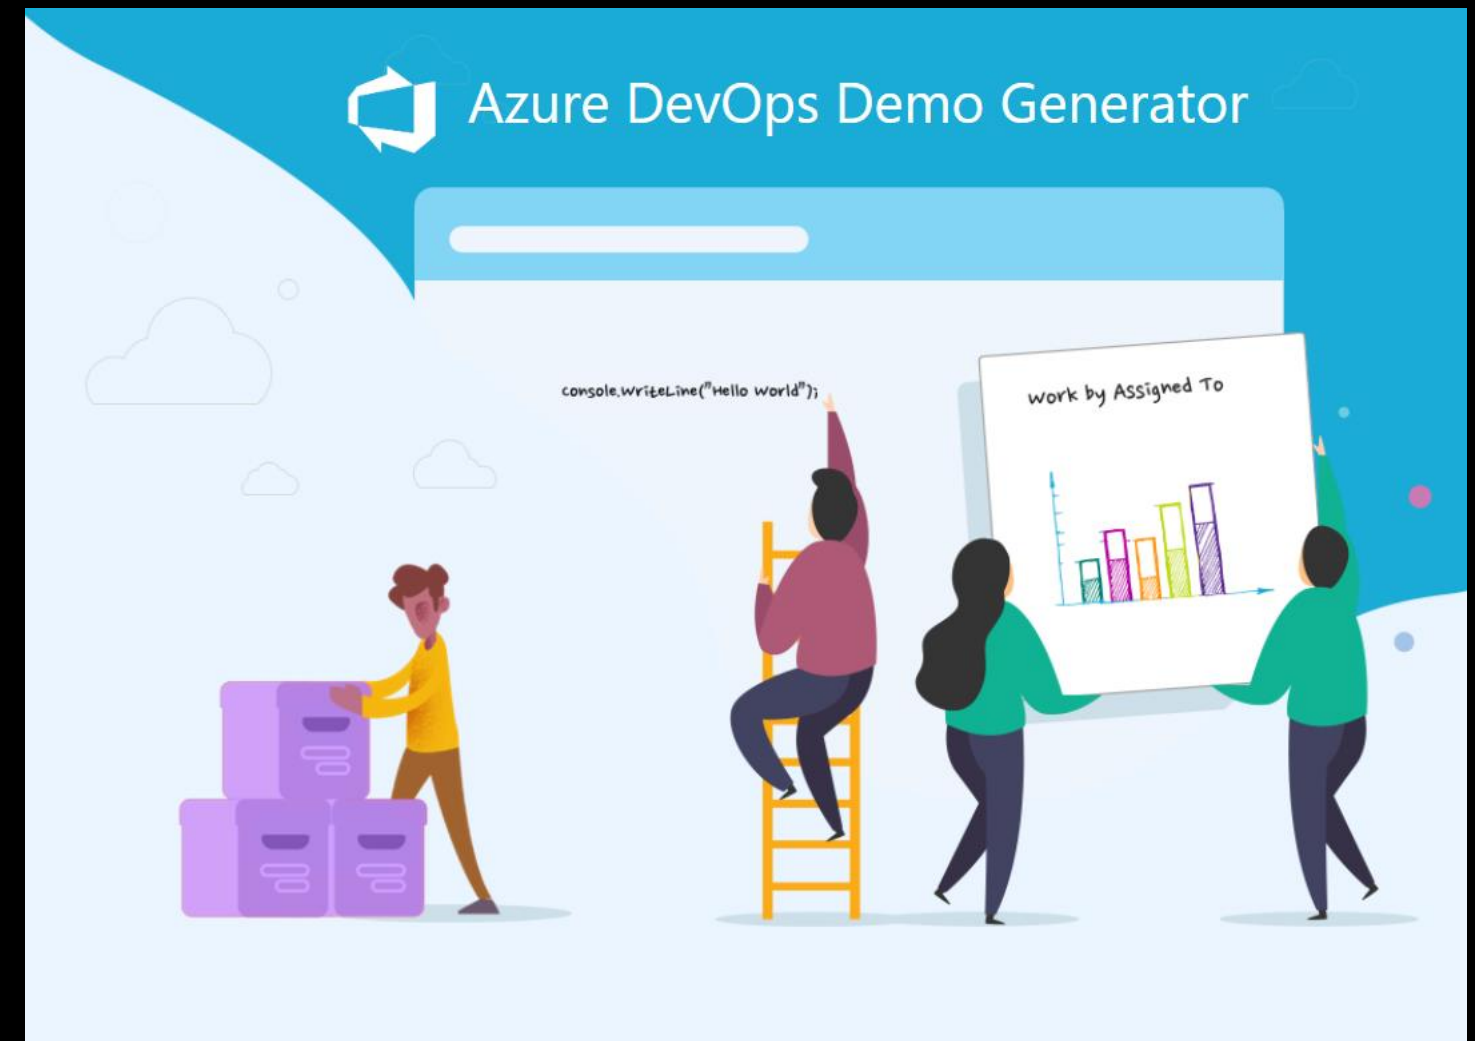 Azure DevOps Demo Generator
console.WriteLine("Hello World");
Work by Assigned To